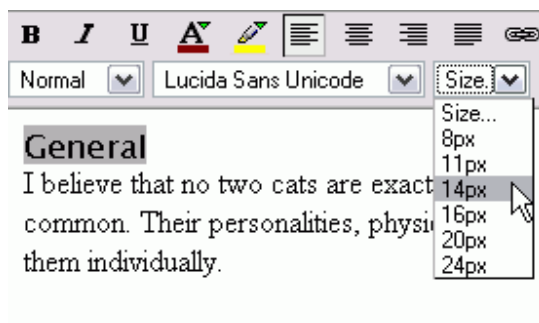 B I U A
Normal Lucida Sans Unicode Size.
Size...
8px
11px
14px
16px
20px
24px
General
I believe that no two cats are exact
common. Their personalities, physi
them individually.